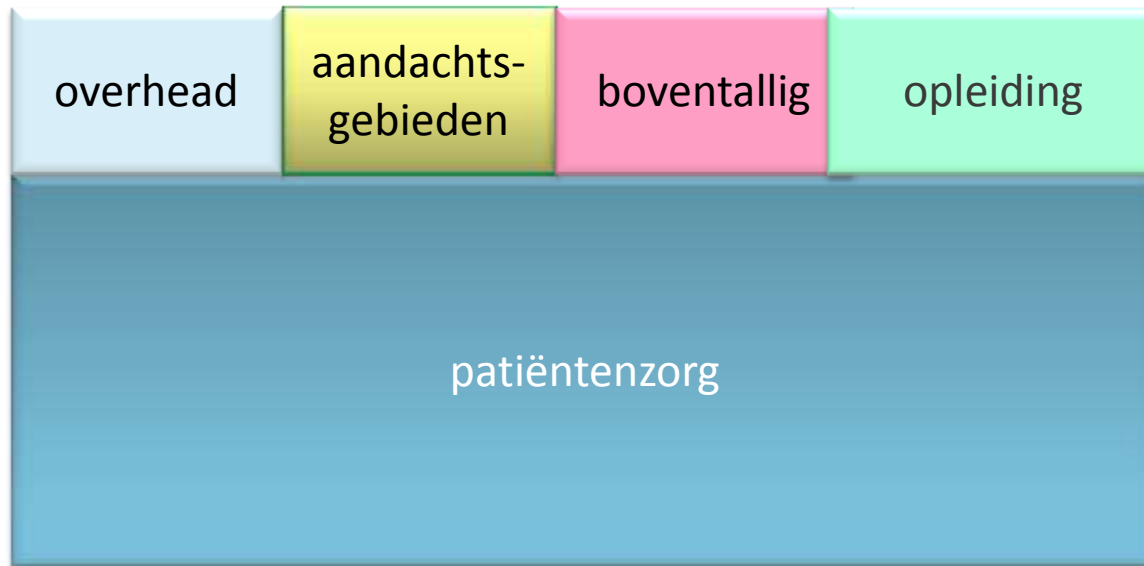 overhead
aandachts-
gebieden
boventallig
opleiding
patiëntenzorg